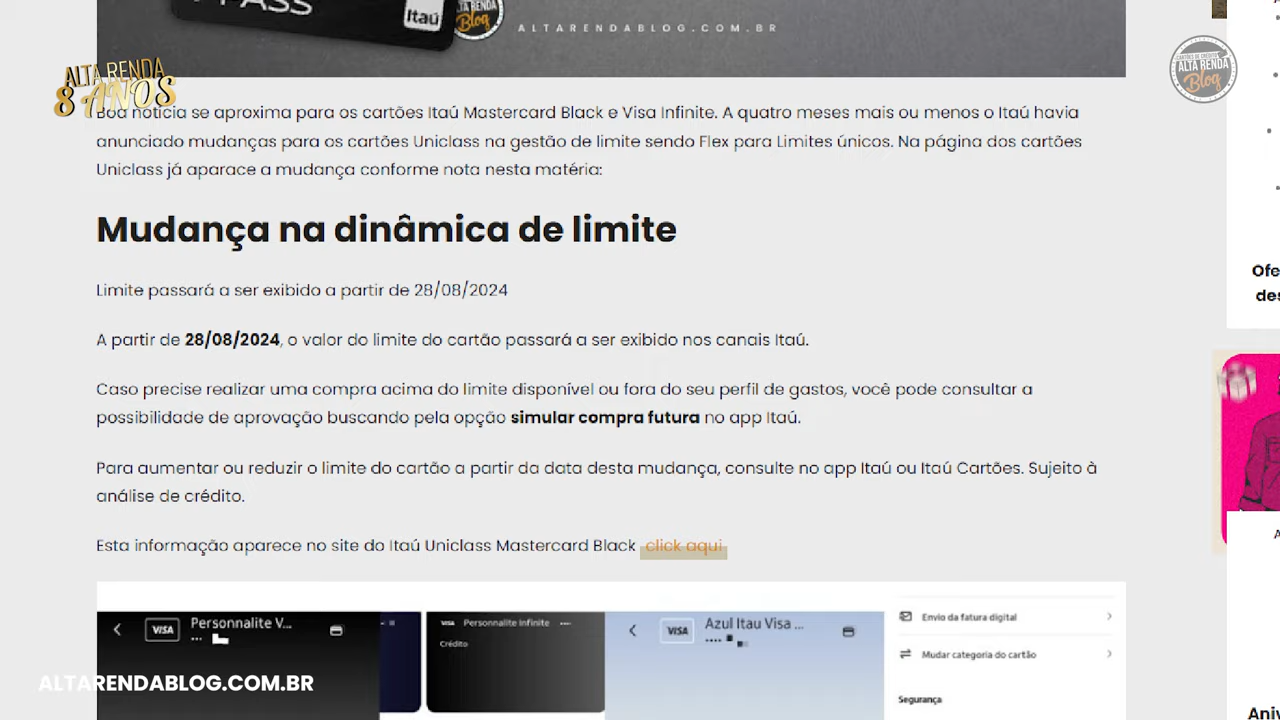 PASS
Itaú
ALTA RENDA
Blog
ALTARENDABLOG.COM.BR
ALTA RENDA
8 ANOS
CARTÕES DE CRÉDITO
ALTA RENDA
Blog
Boa notícia se aproxima para os cartões Itaú Mastercard Black e Visa Infinite. A quatro meses mais ou menos o Itaú havia
anunciado mudanças para os cartões Uniclass na gestão de limite sendo Flex para Limites únicos. Na página dos cartões
Uniclass já aparace a mudança conforme nota nesta matéria:
Mudança na dinâmica de limite
Limite passará a ser exibido a partir de 28/08/2024
A partir de 28/08/2024, o valor do limite do cartão passará a ser exibido nos canais Itaú.
Caso precise realizar uma compra acima do limite disponível ou fora do seu perfil de gastos, você pode consultar a
possibilidade de aprovação buscando pela opção simular compra futura no app Itaú.
Para aumentar ou reduzir o limite do cartão a partir da data desta mudança, consulte no app Itaú ou Itaú Cartões. Sujeito à
análise de crédito.
Esta informação aparece no site do Itaú Uniclass Mastercard Black click aqui
VISA Personnalite V...
VISA Personnalite Infinite
Crédito
VISA Azul Itau Visa ...
Envio da fatura digital
Mudar categoria do cartão
Segurança
Ofe
des
Aniv
ALTARENDABLOG.COM.BR